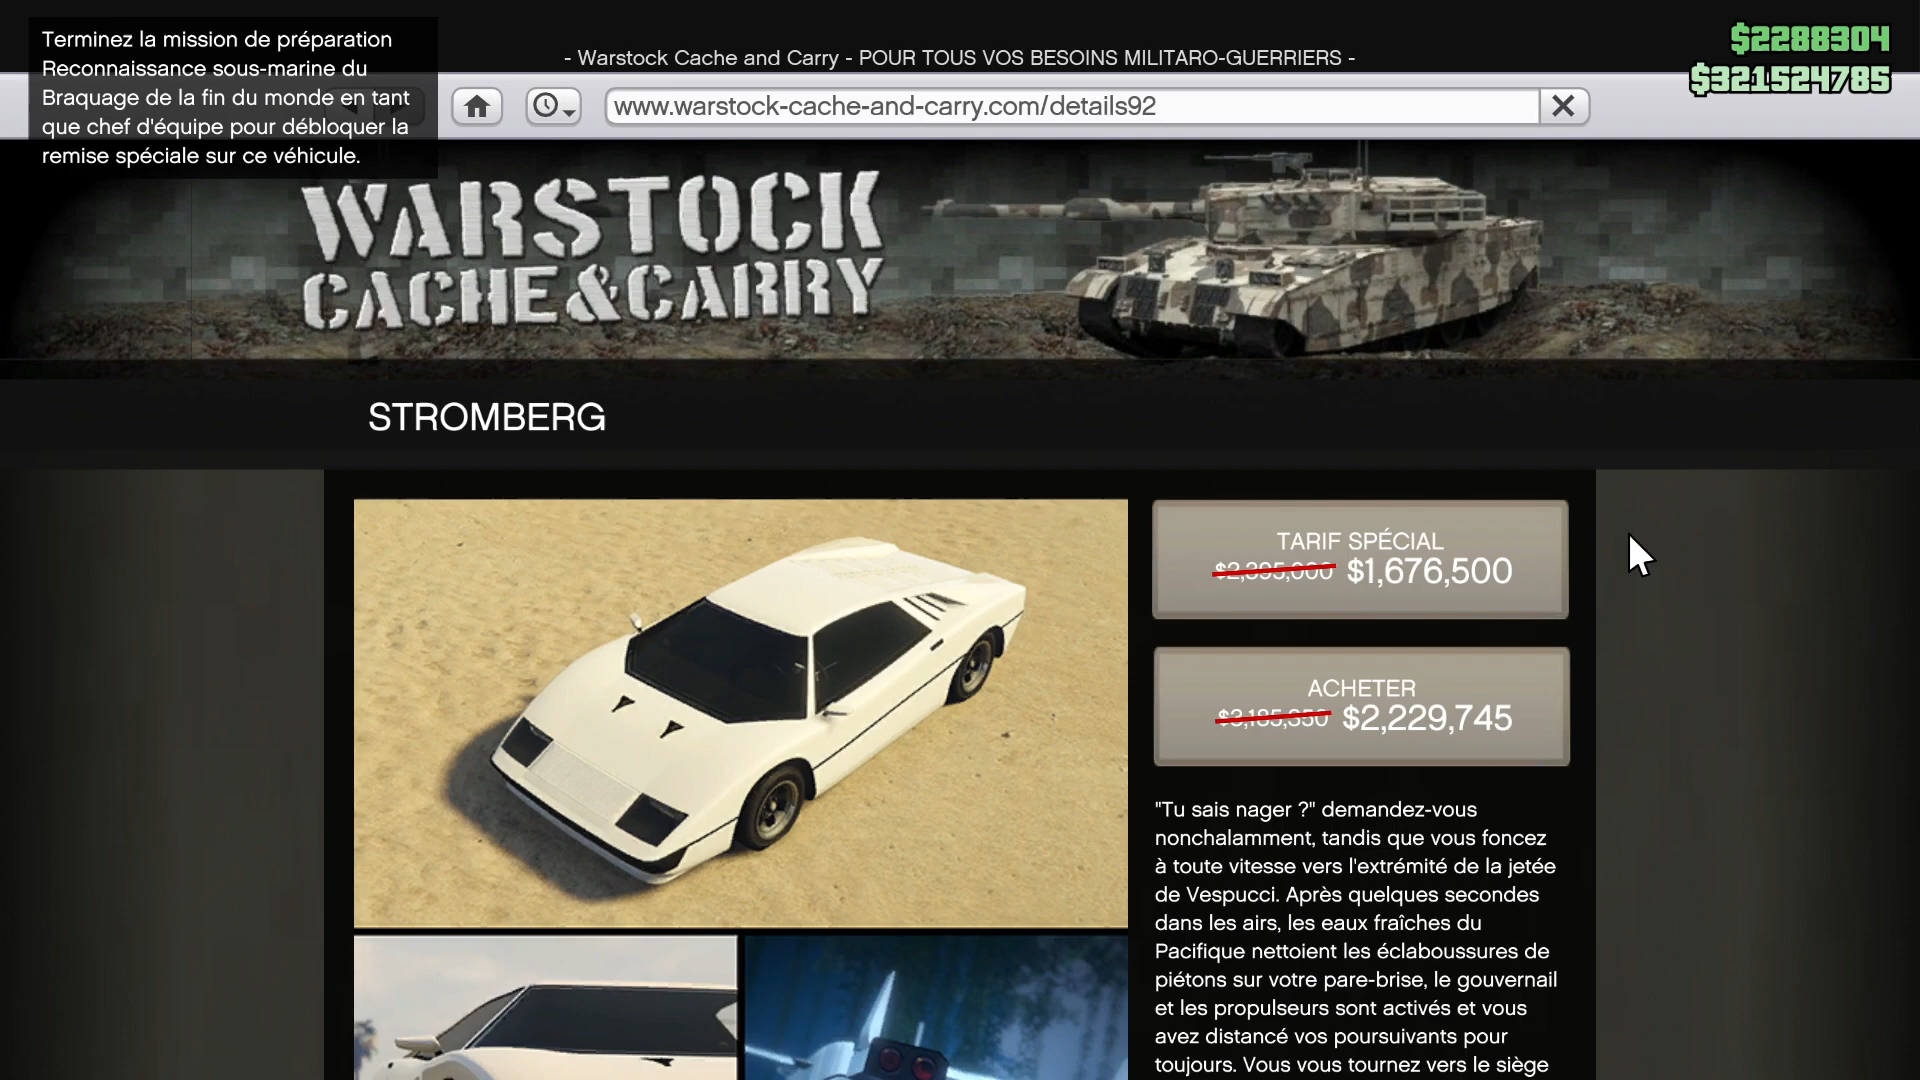 Terminez la mission de préparation
Reconnaissance sous-marine du
Braquage de la fin du monde en tant
que chef d'équipe pour débloquer la
remise spéciale sur ce véhicule.
- Warstock Cache and Carry - POUR TOUS VOS BESOINS MILITARO-GUERRIERS -
$2288304
$321524785
www.warstock-cache-and-carry.com/details92
WARSTOCK
CACHE&CARRY
STROMBERG
TARIF SPÉCIAL
$2,395,000 $1,676,500
ACHETER
$3,185,350 $2,229,745
"Tu sais nager ?" demandez-vous
nonchalamment, tandis que vous foncez
à toute vitesse vers l'extrémité de la jetée
de Vespucci. Après quelques secondes
dans les airs, les eaux fraîches du
Pacifique nettoient les éclaboussures de
piétons sur votre pare-brise, le gouvernail
et les propulseurs sont activés et vous
avez distancé vos poursuivants pour
toujours. Vous vous tournez vers le siège